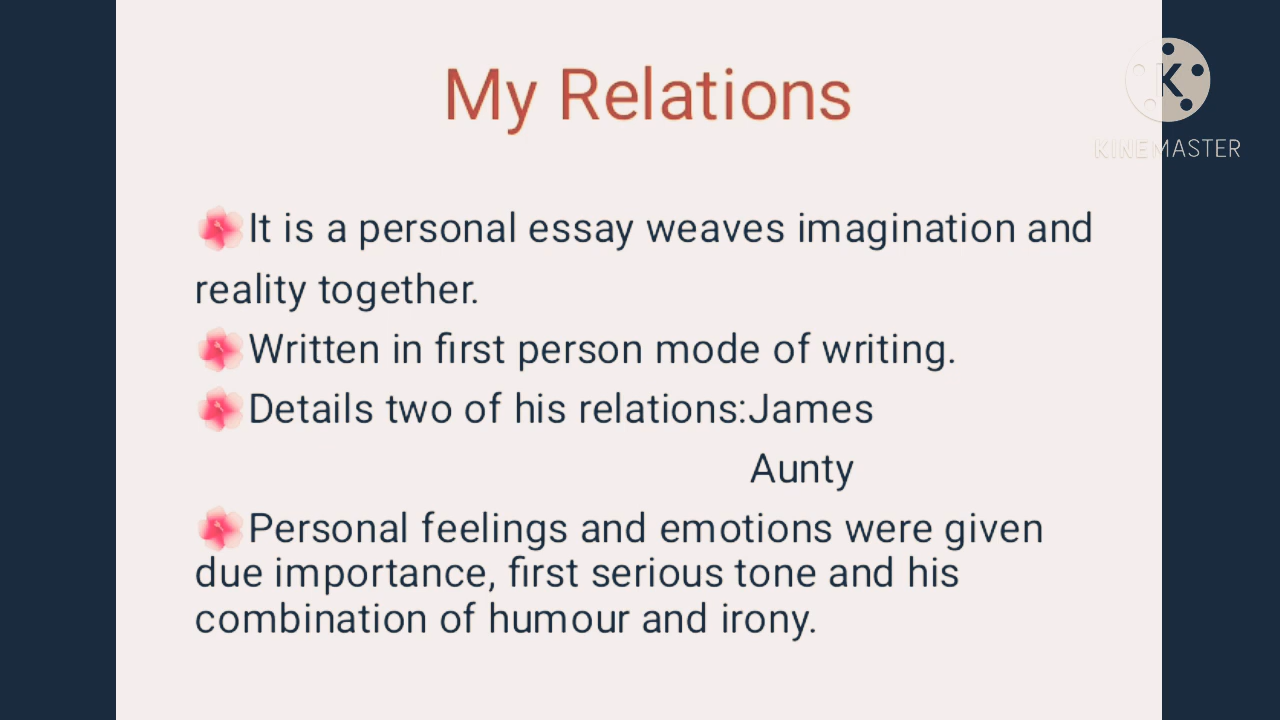 My Relations
KINEMASTER
🌺It is a personal essay weaves imagination and
reality together.
🌺Written in first person mode of writing.
🌺Details two of his relations:James
Aunty
🌺Personal feelings and emotions were given
due importance, first serious tone and his
combination of humour and irony.